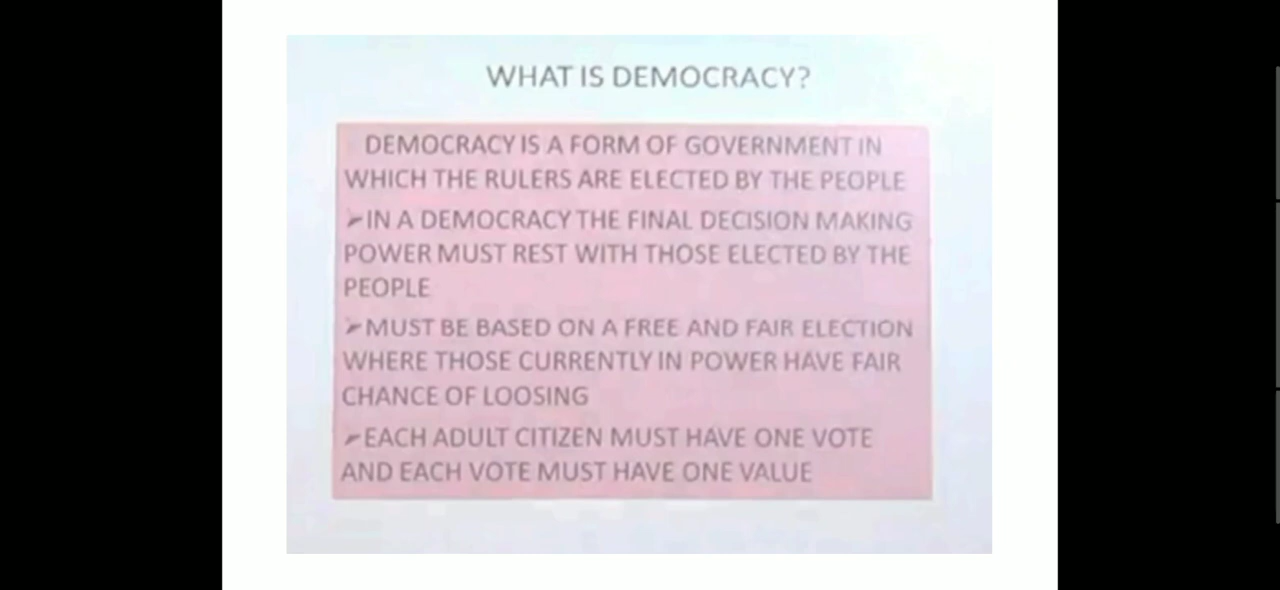 WHAT IS DEMOCRACY?
DEMOCRACY IS A FORM OF GOVERNMENT IN
WHICH THE RULERS ARE ELECTED BY THE PEOPLE
➢IN A DEMOCRACY THE FINAL DECISION MAKING
POWER MUST REST WITH THOSE ELECTED BY THE
PEOPLE
➢MUST BE BASED ON A FREE AND FAIR ELECTION
WHERE THOSE CURRENTLY IN POWER HAVE FAIR
CHANCE OF LOOSING
➢EACH ADULT CITIZEN MUST HAVE ONE VOTE
AND EACH VOTE MUST HAVE ONE VALUE